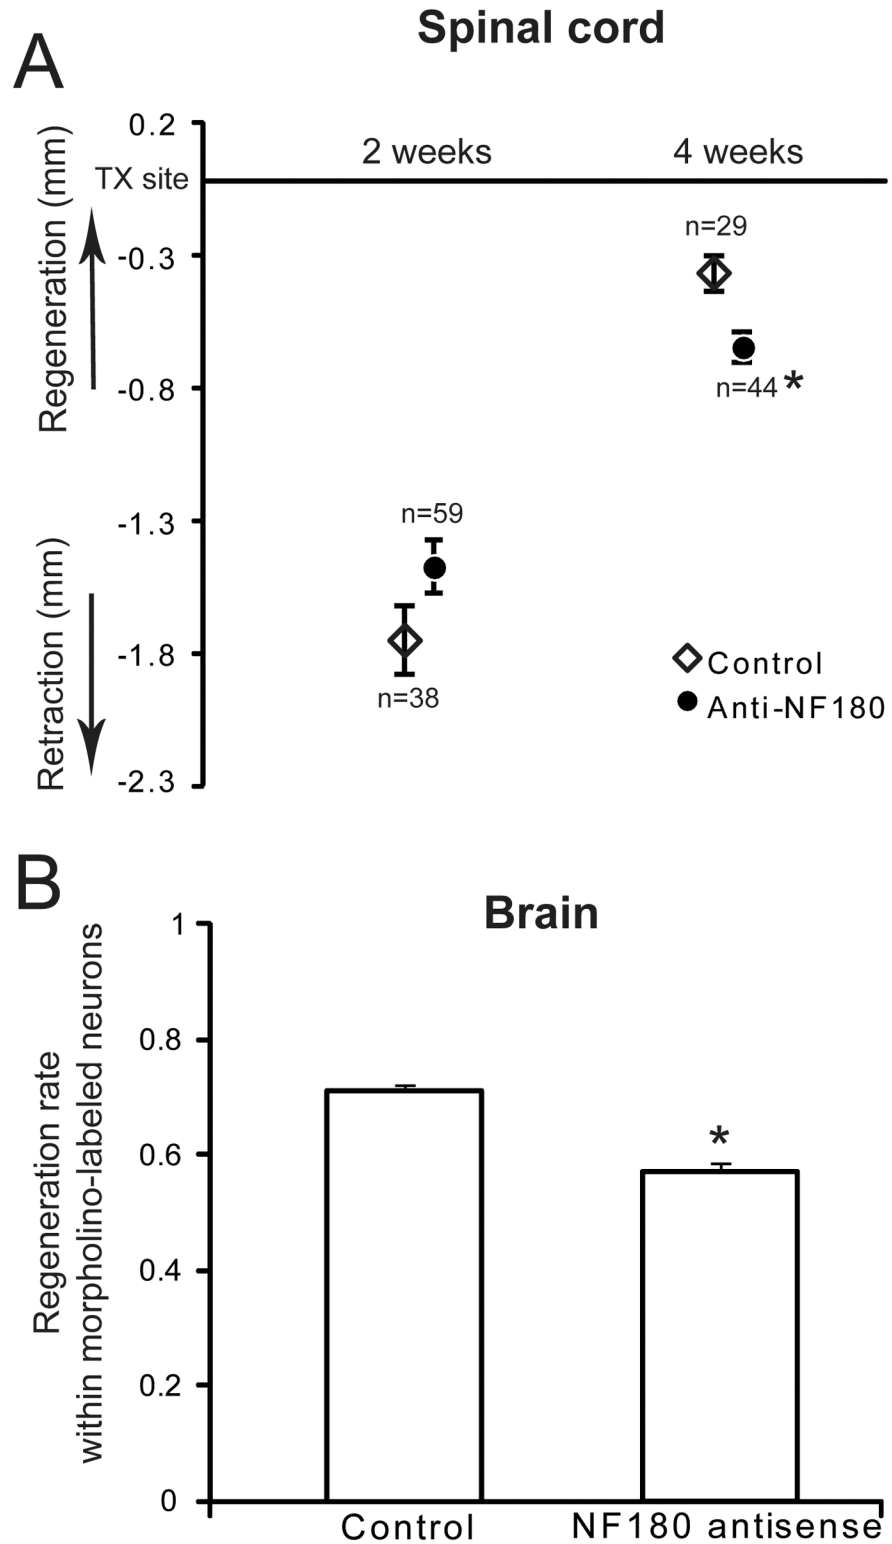 Spinal cord
A
0.2
2 weeks
4 weeks
TX site
n=29
-0.3
-0.8
n=44 *
Regeneration (mm)
-1.3
n=59
-1.8
n=38
Retraction (mm)
Control
Anti-NF180
-2.3
B
Brain
1
0.8
*
0.6
0.4
0.2
0
Regeneration rate
within morpholino-labeled neurons
Control
NF180 antisense